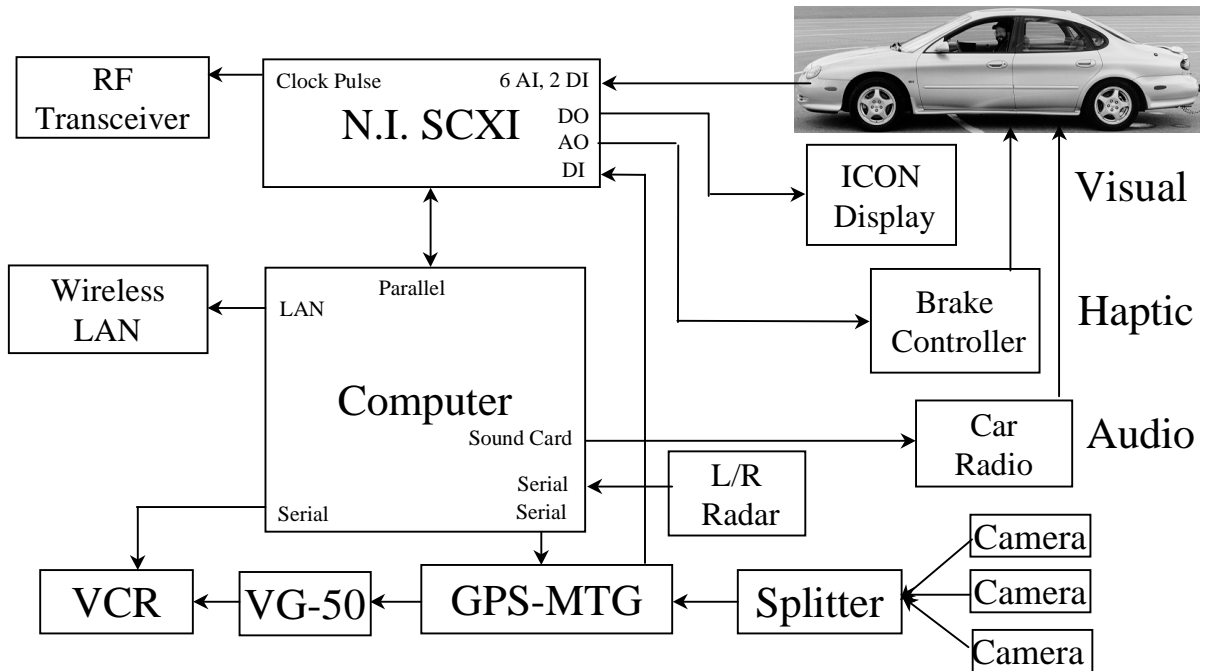 RF
Transceiver
Clock Pulse
6 AI, 2 DI
N.I. SCXI
DO
AO
DI
ICON
Display
Visual
Wireless
LAN
Parallel
LAN
Brake
Controller
Haptic
Computer
Sound Card
Car
Radio
Audio
Serial
Serial
L/R
Radar
Serial
Camera
Camera
Camera
VCR
VG-50
GPS-MTG
Splitter